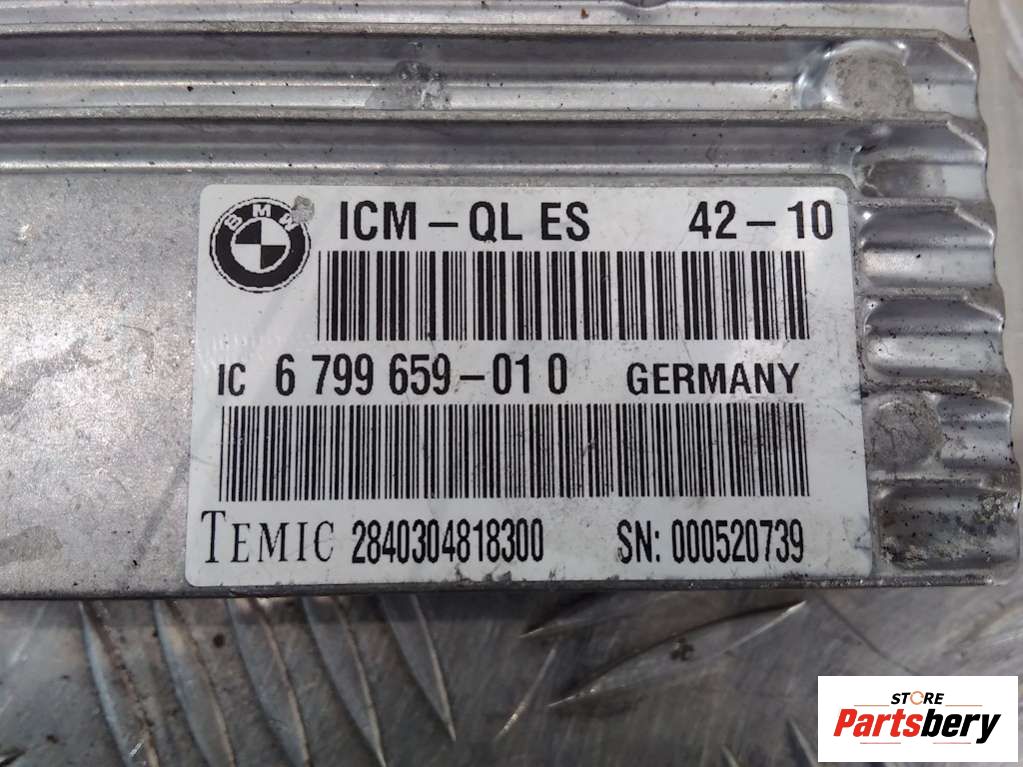 BMW
ICM – QL ES 42 – 10
IC 6 799 659 – 01 0 GERMANY
TEMIC 2840304818300 SN: 000520739
STORE
Partsbery